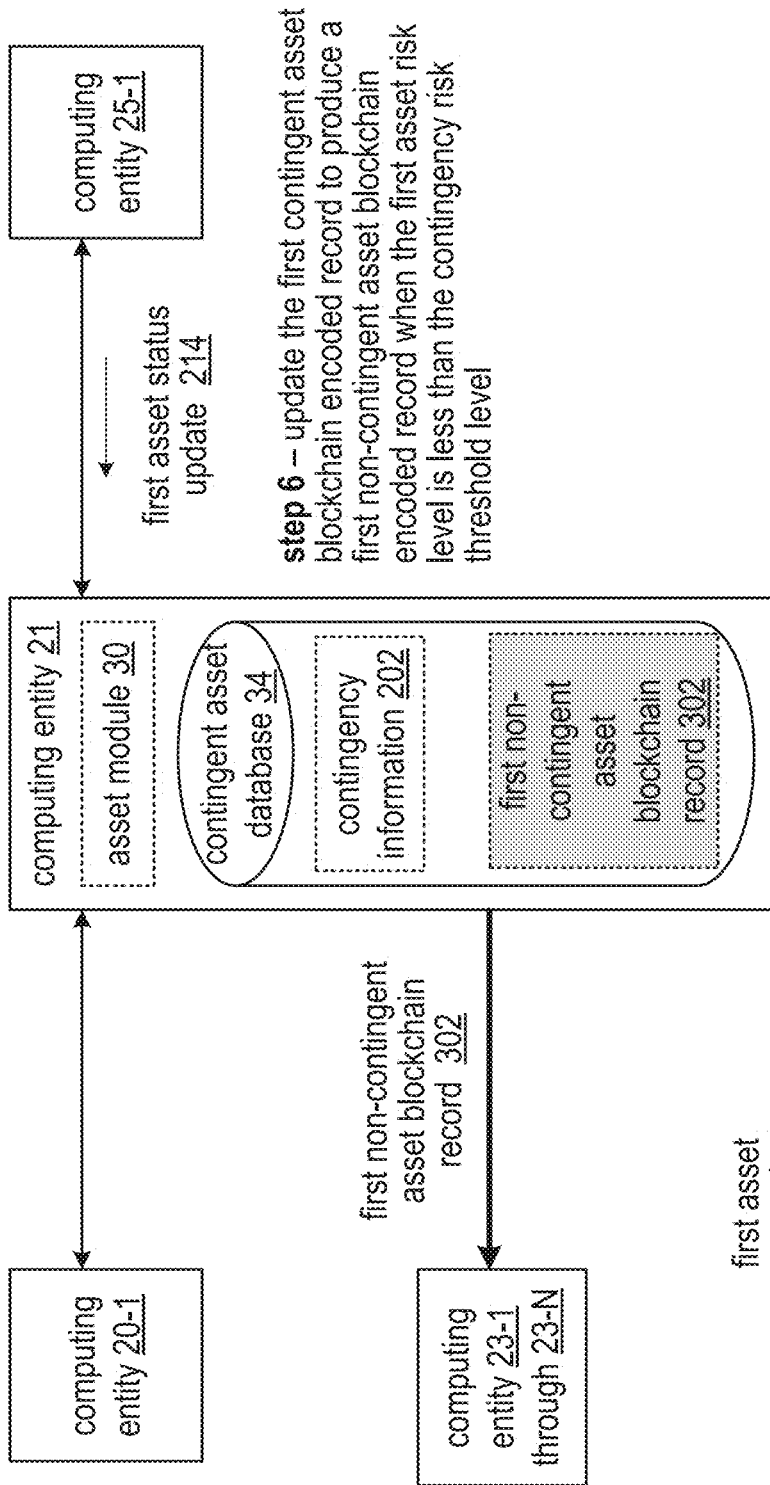 computing
entity 20-1
computing entity 21
asset module 30
contingent asset
database 34
contingency
information 202
first non-
contingent
asset
blockchain
record 302
computing
entity 25-1
first asset status
update 214
computing
entity 23-1
through 23-N
first non-contingent
asset blockchain
record 302
step 6 – update the first contingent asset
blockchain encoded record to produce a
first non-contingent asset blockchain
encoded record when the first asset risk
level is less than the contingency risk
threshold level
first asset